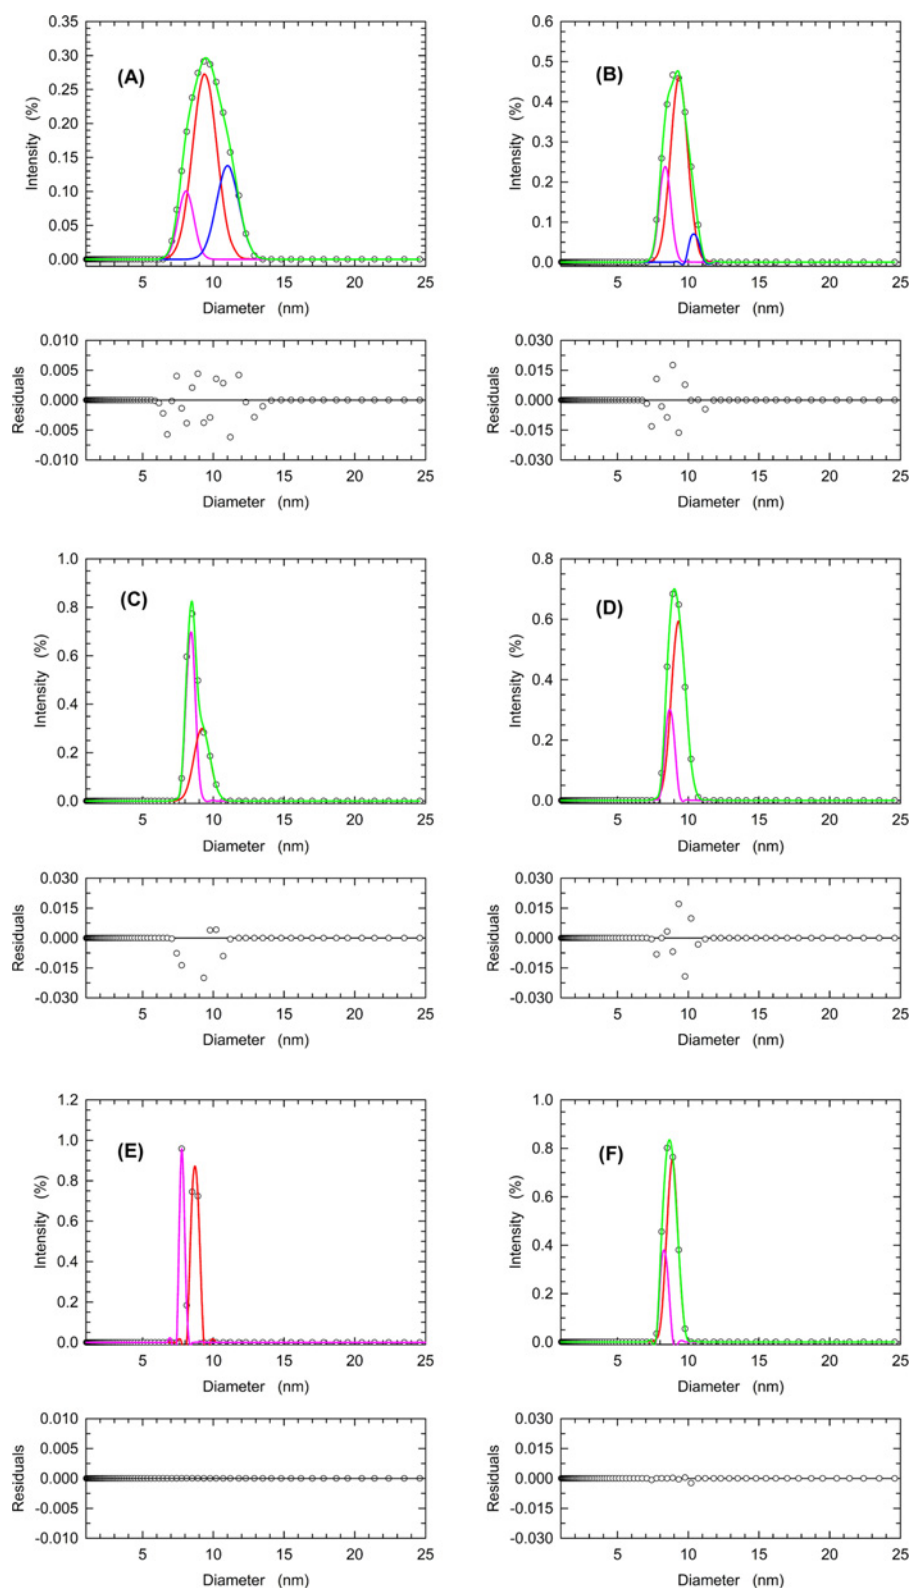 0.35
0.30
0.25
0.20
0.15
0.10
0.05
0.00
Intensity (%)
(A)
5 10 15 20 25
Diameter (nm)
0.6
0.5
0.4
0.3
0.2
0.1
0.0
Intensity (%)
(B)
5 10 15 20 25
Diameter (nm)
0.010
0.005
0.000
-0.005
-0.010
Residuals
5 10 15 20 25
Diameter (nm)
0.030
0.015
0.000
-0.015
-0.030
Residuals
5 10 15 20 25
Diameter (nm)
1.0
0.8
0.6
0.4
0.2
0.0
Intensity (%)
(C)
5 10 15 20 25
Diameter (nm)
0.8
0.6
0.4
0.2
0.0
Intensity (%)
(D)
5 10 15 20 25
Diameter (nm)
0.030
0.015
0.000
-0.015
-0.030
Residuals
5 10 15 20 25
Diameter (nm)
0.030
0.015
0.000
-0.015
-0.030
Residuals
5 10 15 20 25
Diameter (nm)
1.2
1.0
0.8
0.6
0.4
0.2
0.0
Intensity (%)
(E)
5 10 15 20 25
Diameter (nm)
1.0
0.8
0.6
0.4
0.2
0.0
Intensity (%)
(F)
5 10 15 20 25
Diameter (nm)
0.010
0.005
0.000
-0.005
-0.010
Residuals
5 10 15 20 25
Diameter (nm)
0.030
0.015
0.000
-0.015
-0.030
Residuals
5 10 15 20 25
Diameter (nm)